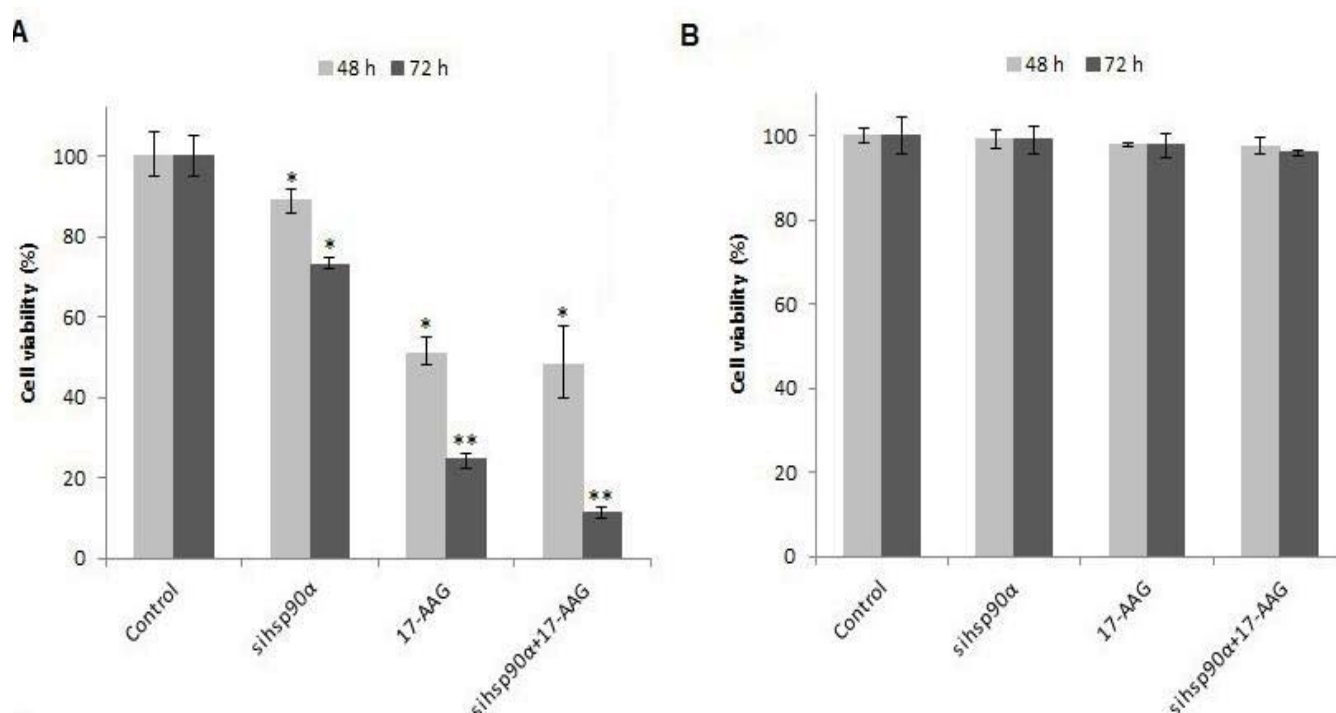 A
48 h 72 h
Cell viability (%)
100
80
60
40
20
0
*
*
*
**
*
**
Control
sihsp90α
17-AAG
sihsp90α+17-AAG
B
48 h 72 h
Cell viability (%)
100
80
60
40
20
0
Control
sihsp90α
17-AAG
sihsp90α+17-AAG